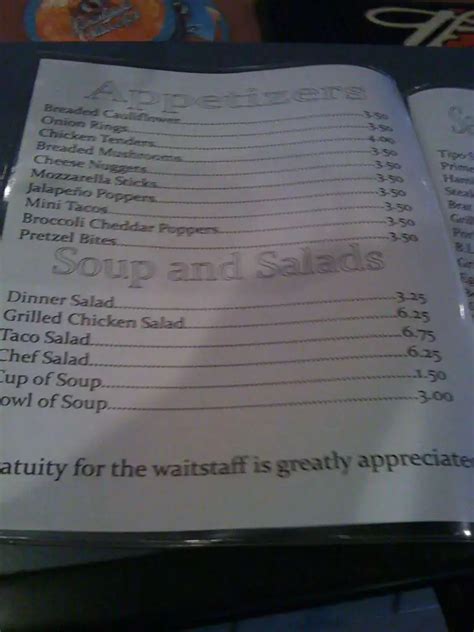 Appetizers
Breaded Cauliflower 3.50
Onion Rings 3.50
Chicken Tenders 4.00
Breaded Mushrooms 3.50
Cheese Nuggets 3.50
Mozzarella Sticks 3.50
Jalapeño Poppers 3.50
Mini Tacos 3.50
Broccoli Cheddar Poppers 3.50
Pretzel Bites 3.50
Soup and Salads
Dinner Salad 3.25
Grilled Chicken Salad 6.25
Taco Salad 6.75
Chef Salad 6.25
Cup of Soup 1.50
owl of Soup 3.00
atuity for the waitstaff is greatly appreciate
Prime
Steak